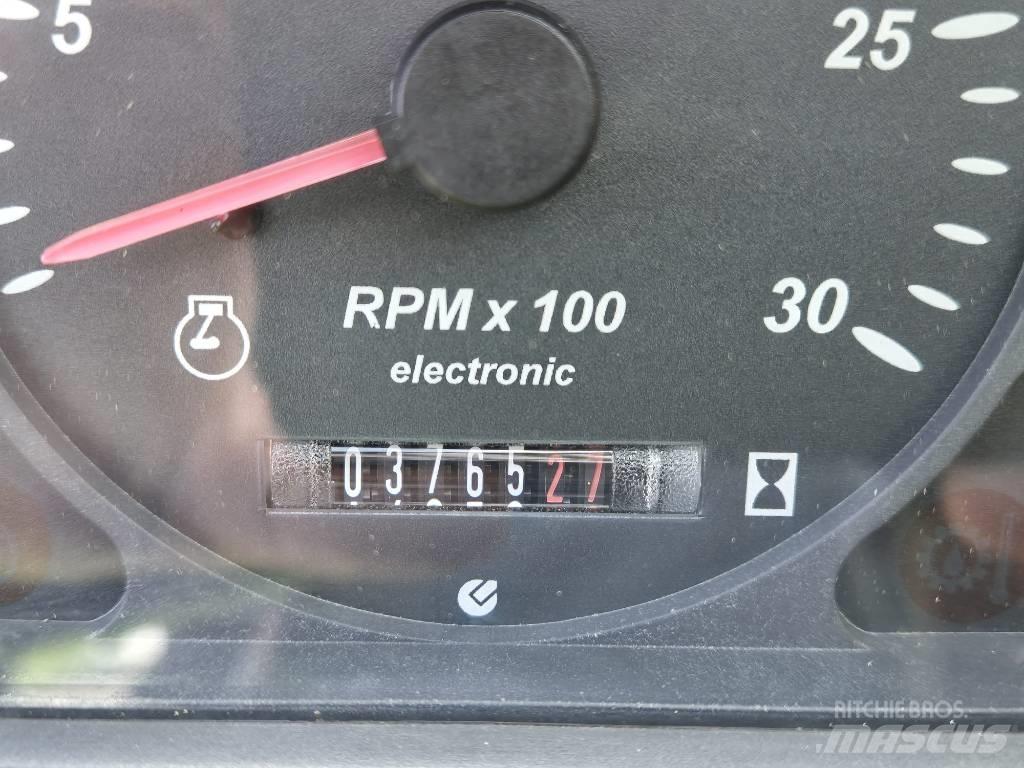 5
25
30
RPM x 100
electronic
0376527
RITCHIE BROS.
MASCUS